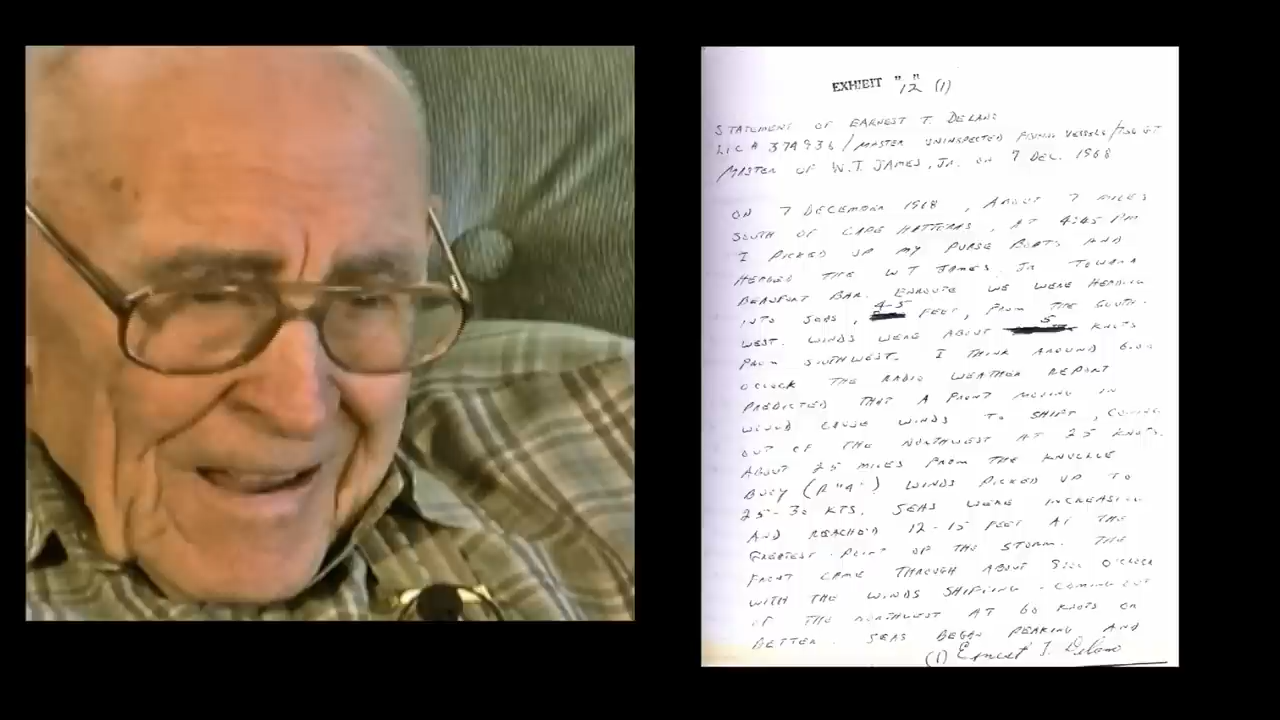 EXHIBIT "12" (1)
STATEMENT OF EARNEST T. DELANO
LIC # 374936 / MASTER UNINSPECTED FISHING VESSELS /
MASTER OF W.T. JAMES, JR. ON 7 DEC. 1968
ON 7 DECEMBER 1968, ABOUT 7 MILES
SOUTH OF CAPE HATTERAS, AT 4:45 PM
I PICKED UP MY PURSE BOATS AND
HEADED THE W T JAMES, JR TOWARD
BEAUFORT BAR. ENROUTE WE WERE HEADING
INTO SEAS, 4-5 FEET, FROM THE SOUTH-
WEST. WINDS WERE ABOUT 5 KNOTS
FROM SOUTHWEST. I THINK AROUND 6:00
O'CLOCK THE RADIO WEATHER REPORT
PREDICTED THAT A FRONT MOVING IN
WOULD CAUSE WINDS TO SHIFT, COMING
OUT OF THE NORTHWEST AT 25 KNOTS.
ABOUT 25 MILES FROM THE KNUCKLE
BUOY (R"4") WINDS PICKED UP TO
25-30 KTS. SEAS WERE INCREASING
AND REACHED 12-15 FEET AT THE
GREATEST POINT OF THE STORM. THE
FRONT CAME THROUGH ABOUT O'CLOCK
WITH THE WINDS SHIFTING - COMING OUT
OF THE NORTHWEST AT 60 KNOTS OR
BETTER. SEAS BEGAN PEAKING AND
(1) Ernest T. Delano